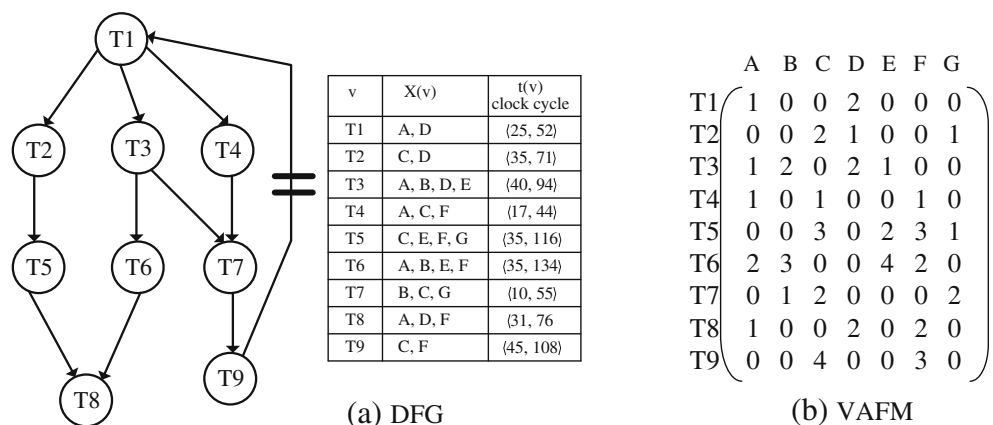 T1
T2 T3 T4
T5 T6 T7
T8 T9
v X(v) t(v) clock cycle
T1 A, D ⟨25, 52⟩
T2 C, D ⟨35, 71⟩
T3 A, B, D, E ⟨40, 94⟩
T4 A, C, F ⟨17, 44⟩
T5 C, E, F, G ⟨35, 116⟩
T6 A, B, E, F ⟨35, 134⟩
T7 B, C, G ⟨10, 55⟩
T8 A, D, F ⟨31, 76
T9 C, F ⟨45, 108⟩
(a) DFG
A B C D E F G
T1 1 0 0 2 0 0 0
T2 0 0 2 1 0 0 1
T3 1 2 0 2 1 0 0
T4 1 0 1 0 0 1 0
T5 0 0 3 0 2 3 1
T6 2 3 0 0 4 2 0
T7 0 1 2 0 0 0 2
T8 1 0 0 2 0 2 0
T9 0 0 4 0 0 3 0
(b) VAFM